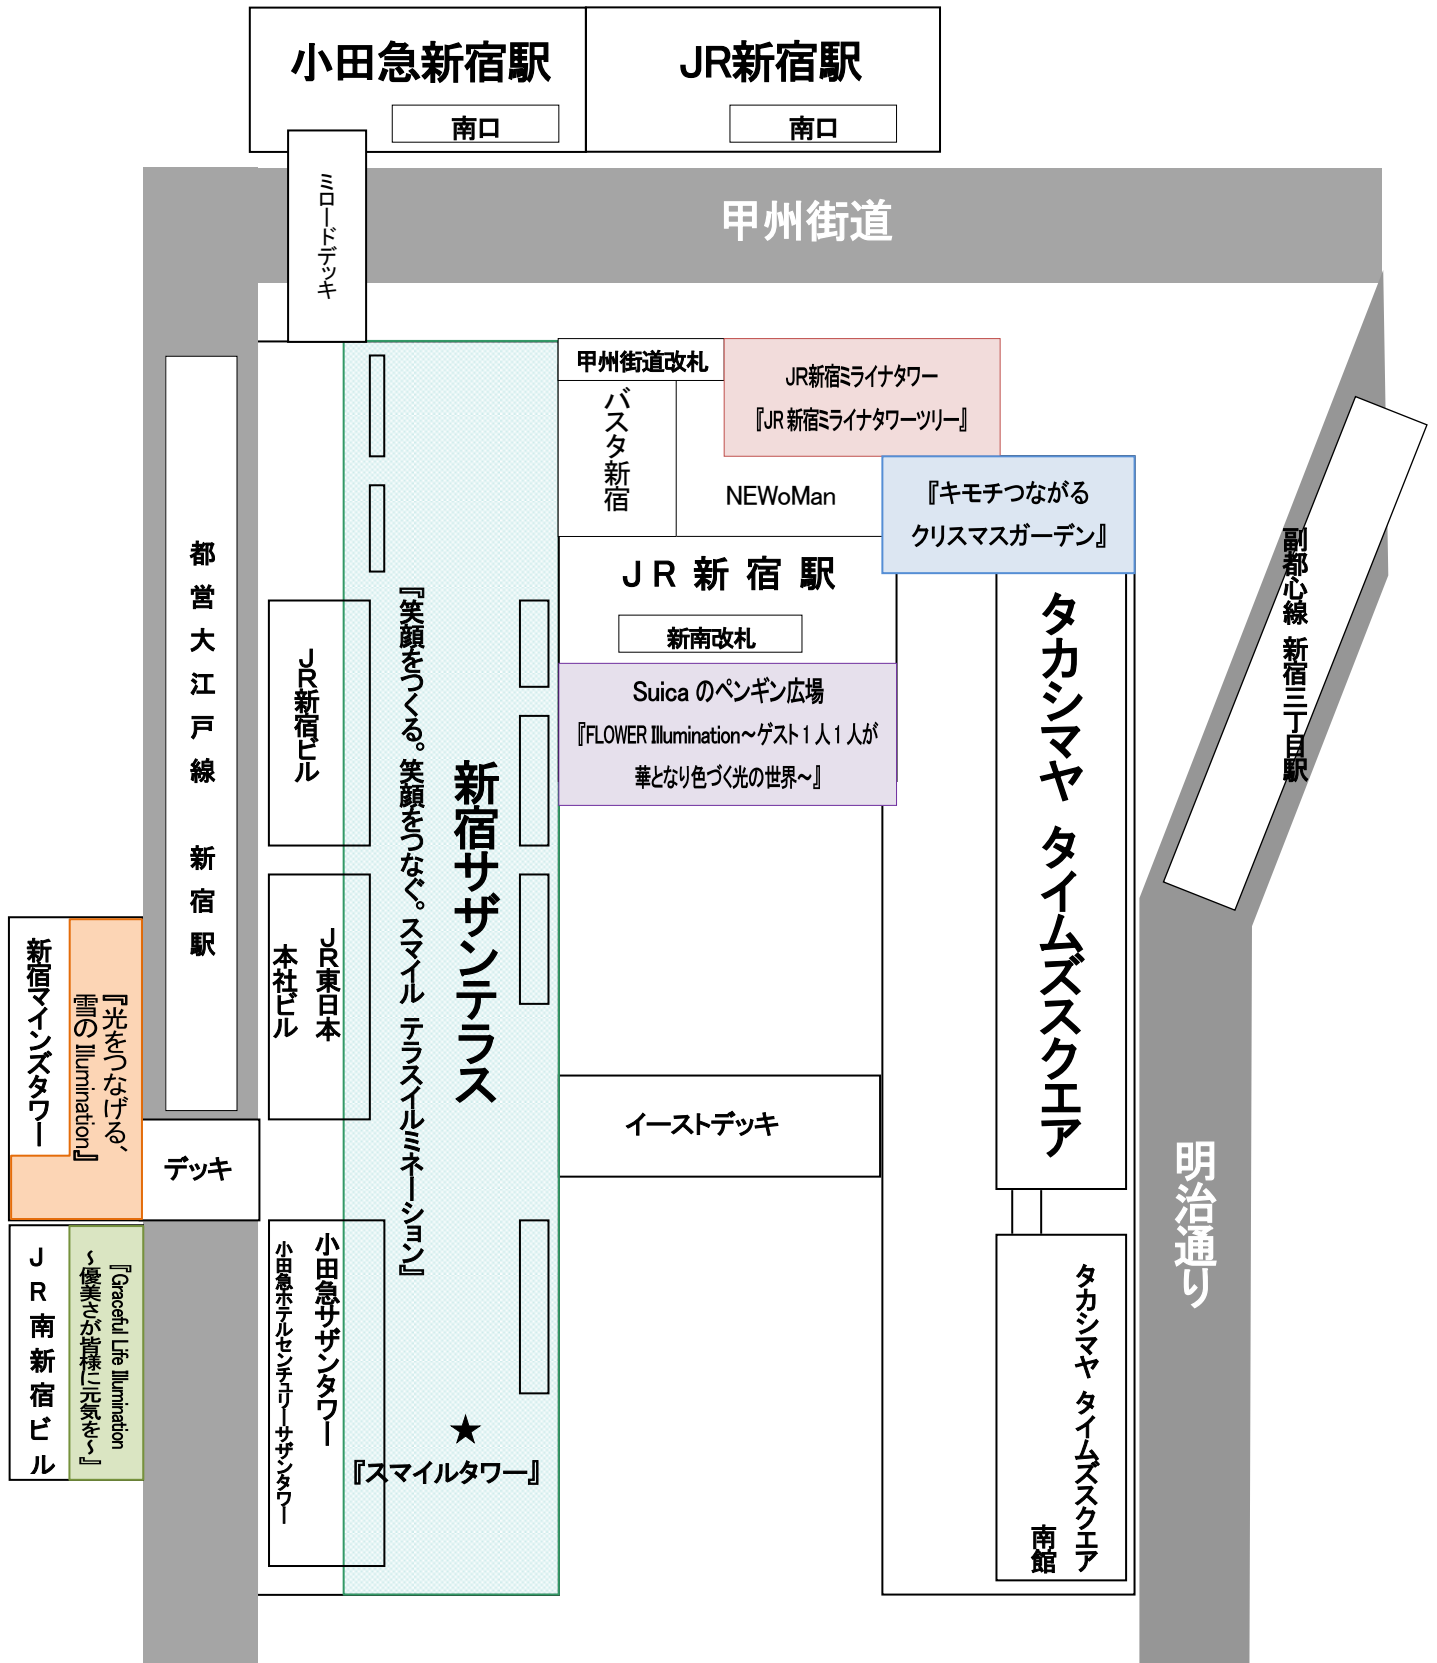 小田急新宿駅
南口
JR新宿駅
南口
ミロードデッキ
甲州街道
甲州街道改札
バスタ新宿
JR新宿ミライナタワー
『JR 新宿ミライナタワーツリー』
NEWoMan
『キモチつながる
クリスマスガーデン』
JR新宿駅
新南改札
Suica のペンギン広場
『FLOWER Illumination～ゲスト 1 人 1 人が
華となり色づく光の世界～』
都営大江戸線 新宿駅
JR新宿ビル
『笑顔をつくる。笑顔をつなぐ。スマイル テラスイルミネーション』
新宿サザンテラス
タカシマヤ タイムズスクエア
副都心線 新宿三丁目駅
新宿マインズタワー
『光をつなげる、
雪の Illumination』
JR東日本
本社ビル
デッキ
イーストデッキ
明治通り
JR南新宿ビル
『Graceful Life Illumination
～優美さが皆様に元気を～』
小田急サザンタワー
小田急ホテルセンチュリーサザンタワー
★
『スマイルタワー』
タカシマヤ タイムズスクエア
南館